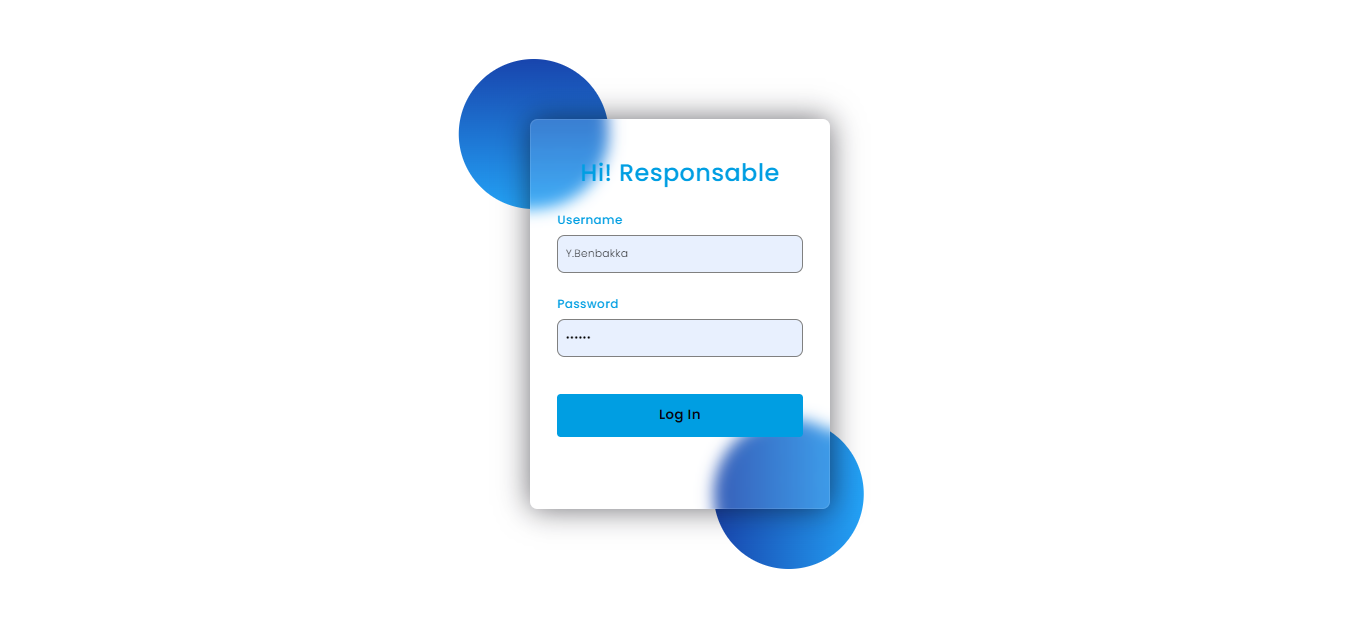 Hi! Responsable
Username
Y.Benbakka
Password
••••••
Log In